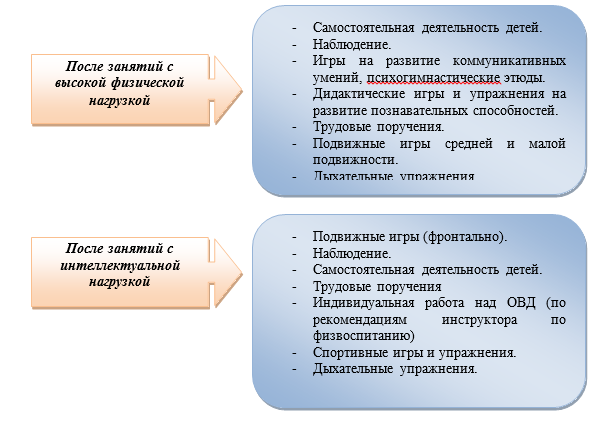 После занятий с
высокой физической
нагрузкой
- Самостоятельная деятельность детей.
- Наблюдение.
- Игры на развитие коммуникативных
умений, психогимнастические этюды.
- Дидактические игры и упражнения на
развитие познавательных способностей.
- Трудовые поручения.
- Подвижные игры средней и малой
подвижности.
- Дыхательные упражнения
После занятий с
интеллектуальной
нагрузкой
- Подвижные игры (фронтально).
- Наблюдение.
- Самостоятельная деятельность детей.
- Трудовые поручения
- Индивидуальная работа над ОВД (по
рекомендациям инструктора по
физвоспитанию)
- Спортивные игры и упражнения.
- Дыхательные упражнения.